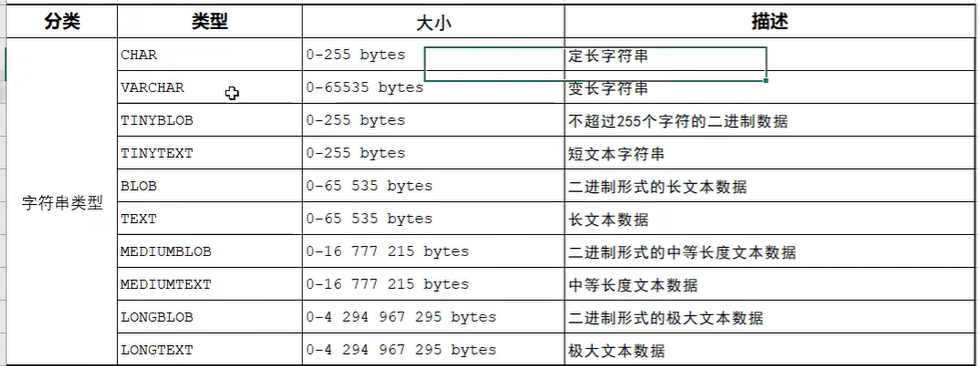 分类 类型 大小 描述
字符串类型
CHAR 0-255 bytes 定长字符串
VARCHAR 0-65535 bytes 变长字符串
TINYBLOB 0-255 bytes 不超过255个字符的二进制数据
TINYTEXT 0-255 bytes 短文本字符串
BLOB 0-65 535 bytes 二进制形式的长文本数据
TEXT 0-65 535 bytes 长文本数据
MEDIUMBLOB 0-16 777 215 bytes 二进制形式的中等长度文本数据
MEDIUMTEXT 0-16 777 215 bytes 中等长度文本数据
LONGBLOB 0-4 294 967 295 bytes 二进制形式的极大文本数据
LONGTEXT 0-4 294 967 295 bytes 极大文本数据